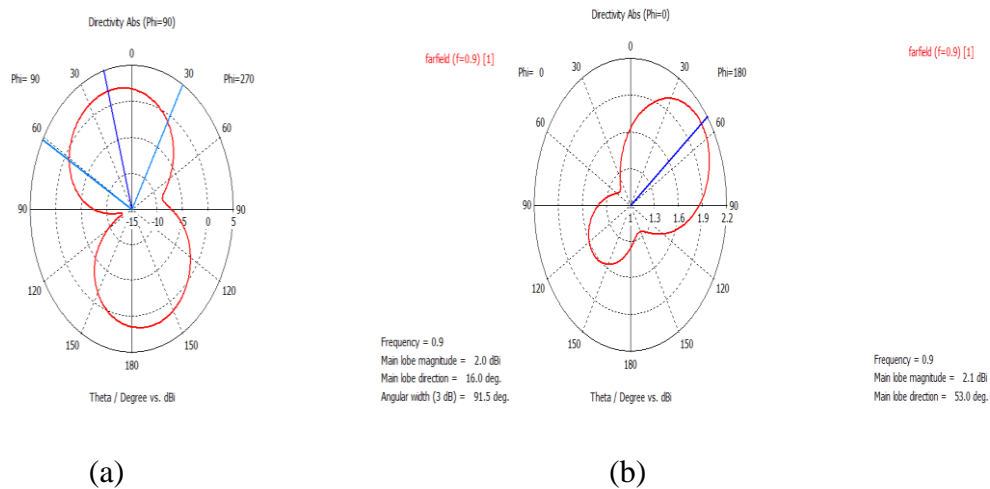 Directivity Abs (Phi=90)
farfield (f=0.9) [1]
Phi= 90
30
0
30
Phi=270
60
60
90
-15
-10
-5
0
5
90
120
120
150
150
180
Theta / Degree vs. dBi
Frequency = 0.9
Main lobe magnitude = 2.0 dBi
Main lobe direction = 16.0 deg.
Angular width (3 dB) = 91.5 deg.
(a)
Directivity Abs (Phi=0)
farfield (f=0.9) [1]
Phi= 0
30
0
30
Phi=180
60
60
90
1
1.3
1.6
1.9
2.2
90
120
120
150
150
180
Theta / Degree vs. dBi
Frequency = 0.9
Main lobe magnitude = 2.1 dBi
Main lobe direction = 53.0 deg.
(b)